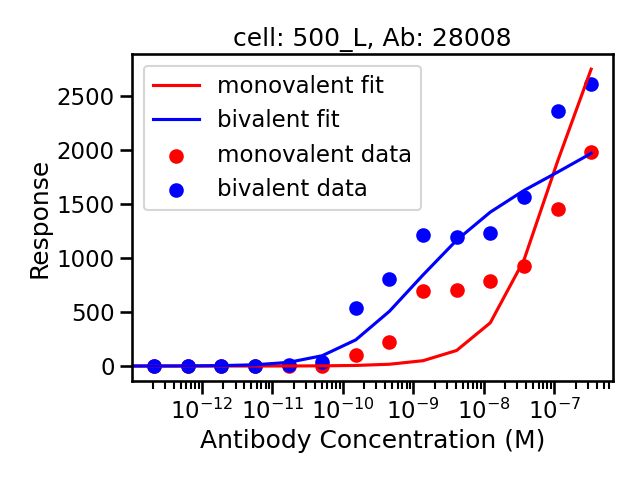 cell: 500_L, Ab: 28008
monovalent fit
bivalent fit
monovalent data
bivalent data
Response
2500
2000
1500
1000
500
0
10⁻¹² 10⁻¹¹ 10⁻¹⁰ 10⁻⁹ 10⁻⁸ 10⁻⁷
Antibody Concentration (M)